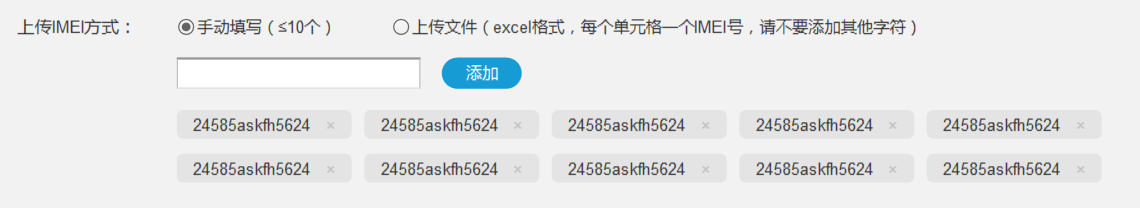 上传IMEI方式： 手动填写（≤10个） 上传文件（excel格式，每个单元格一个IMEI号，请不要添加其他字符）
添加
24585askfh5624 × 24585askfh5624 × 24585askfh5624 × 24585askfh5624 × 24585askfh5624 ×
24585askfh5624 × 24585askfh5624 × 24585askfh5624 × 24585askfh5624 × 24585askfh5624 ×